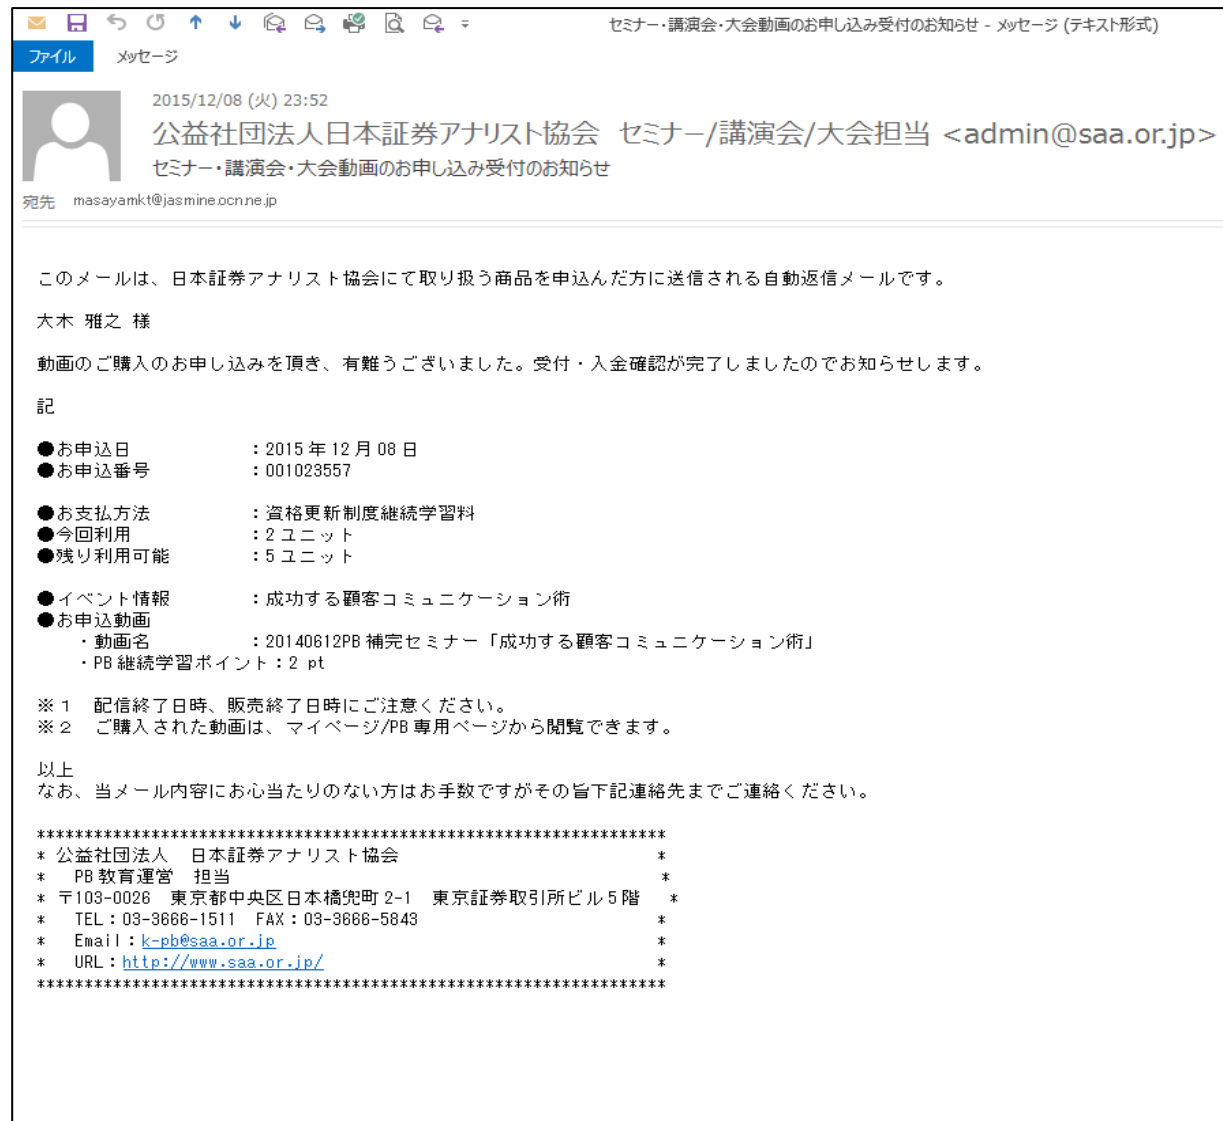 セミナー・講演会・大会動画のお申し込み受付のお知らせ - メッセージ (テキスト形式)
ファイル メッセージ
2015/12/08 (火) 23:52
公益社団法人日本証券アナリスト協会 セミナー/講演会/大会担当 <admin@saa.or.jp>
セミナー・講演会・大会動画のお申し込み受付のお知らせ
宛先 masayamkt@jasmine.ocn.ne.jp
このメールは、日本証券アナリスト協会にて取り扱う商品を申込んだ方に送信される自動返信メールです。
大木 雅之 様
動画のご購入のお申し込みを頂き、有難うございました。受付・入金確認が完了しましたのでお知らせします。
記
●お申込日 : 2015 年 12 月 08 日
●お申込番号 : 001023557
●お支払方法 : 資格更新制度継続学習料
●今回利用 : 2 ユニット
●残り利用可能 : 5 ユニット
●イベント情報 : 成功する顧客コミュニケーション術
●お申込動画
・動画名 : 20140612PB 補完セミナー「成功する顧客コミュニケーション術」
・PB 継続学習ポイント : 2 pt
※１ 配信終了日時、販売終了日時にご注意ください。
※２ ご購入された動画は、マイページ/PB 専用ページから閲覧できます。
以上
なお、当メール内容にお心当たりのない方はお手数ですがその旨下記連絡先までご連絡ください。
******************************************************************
* 公益社団法人 日本証券アナリスト協会 *
* PB 教育運営 担当 *
* 〒103-0026 東京都中央区日本橋兜町 2-1 東京証券取引所ビル 5 階 *
* TEL : 03-3666-1511 FAX : 03-3666-5843 *
* Email : k-pb@saa.or.jp *
* URL : http://www.saa.or.jp/ *
******************************************************************